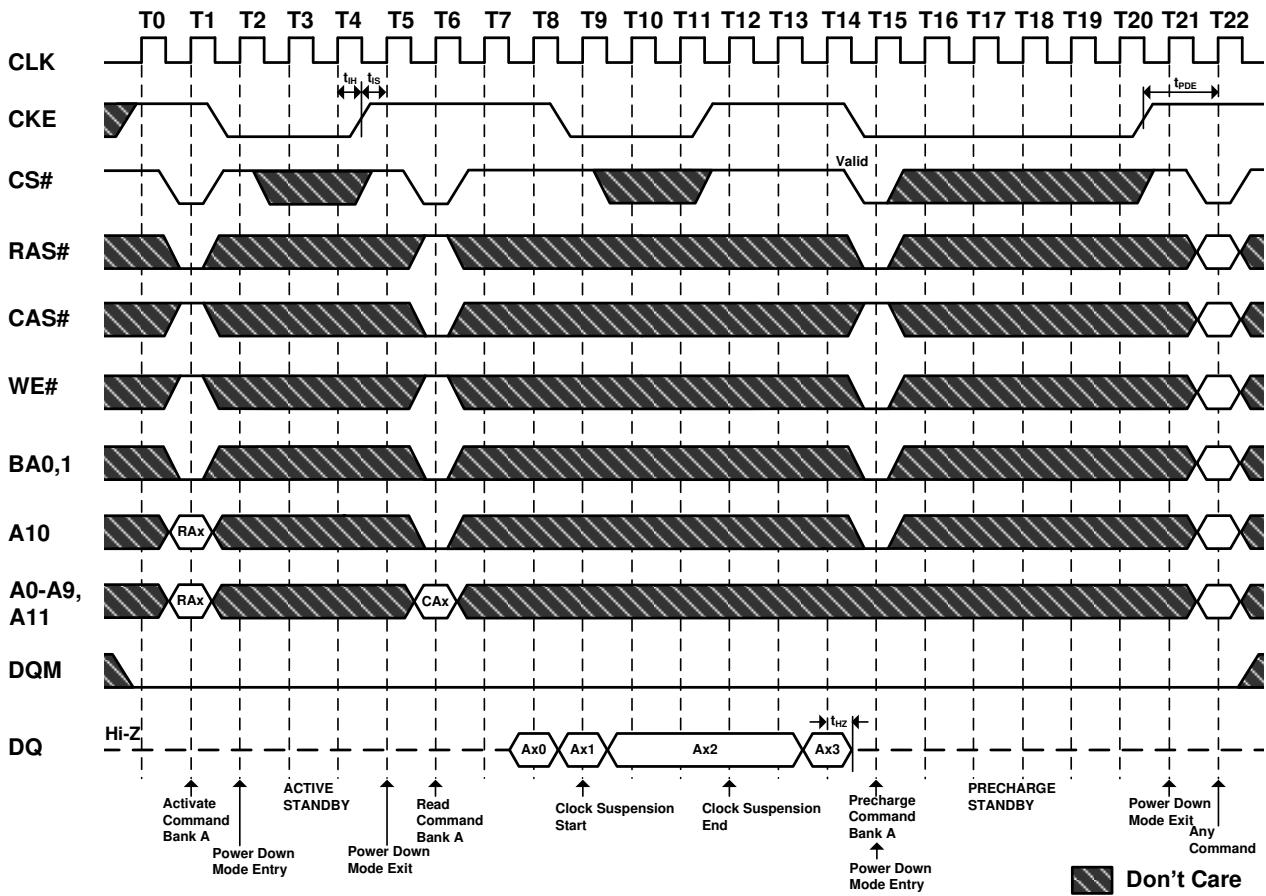 T0 T1 T2 T3 T4 T5 T6 T7 T8 T9 T10 T11 T12 T13 T14 T15 T16 T17 T18 T19 T20 T21 T22
CLK
tIH tIS
tPDE
CKE
Valid
CS#
RAS#
CAS#
WE#
BA0,1
A10
RAx
A0-A9,
A11
RAx
CAx
DQM
Hi-Z
tHZ
DQ
Ax0
Ax1
Ax2
Ax3
Activate
Command
Bank A
Power Down
Mode Entry
ACTIVE
STANDBY
Power Down
Mode Exit
Read
Command
Bank A
Clock Suspension
Start
Clock Suspension
End
Precharge
Command
Bank A
Power Down
Mode Entry
PRECHARGE
STANDBY
Power Down
Mode Exit
Any
Command
Don't Care